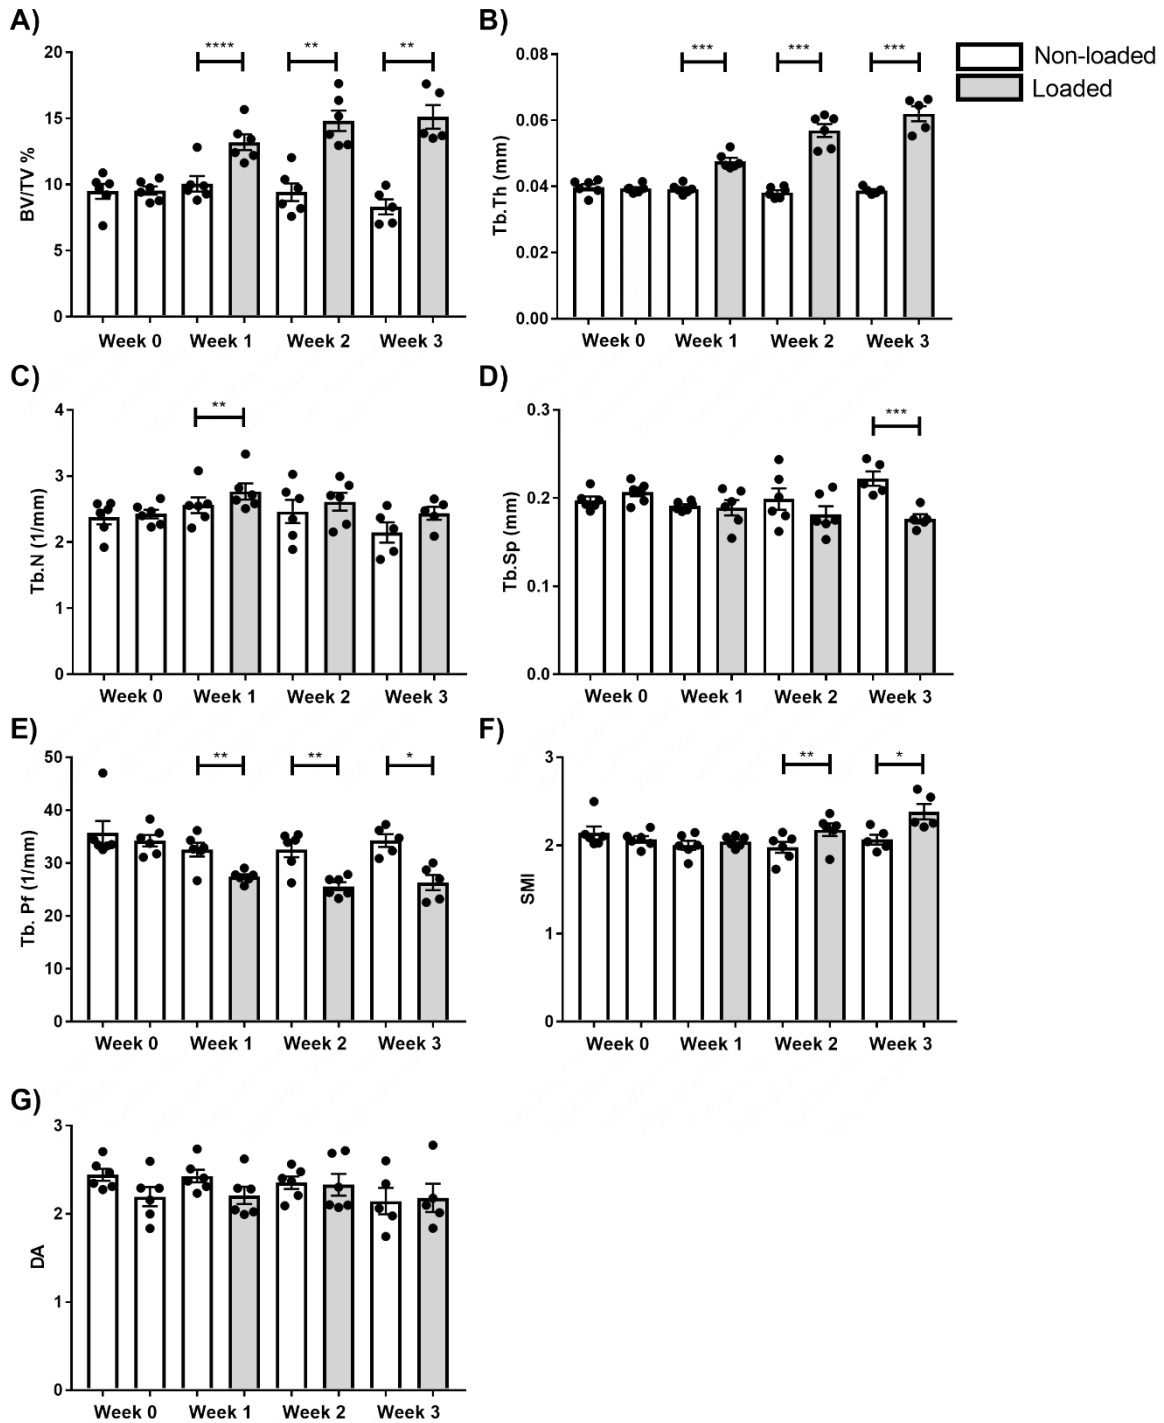 A)
BV/TV %
20
15
10
5
0
****
**
**
Week 0 Week 1 Week 2 Week 3
B)
Tb.Th (mm)
0.08
0.06
0.04
0.02
0.00
***
***
***
Week 0 Week 1 Week 2 Week 3
Non-loaded
Loaded
C)
Tb.N (1/mm)
4
3
2
1
0
**
Week 0 Week 1 Week 2 Week 3
D)
Tb.Sp (mm)
0.3
0.2
0.1
0.0
***
Week 0 Week 1 Week 2 Week 3
E)
Tb. Pf (1/mm)
50
40
30
20
10
0
**
**
*
Week 0 Week 1 Week 2 Week 3
F)
SMI
3
2
1
0
**
*
Week 0 Week 1 Week 2 Week 3
G)
DA
3
2
1
0
Week 0 Week 1 Week 2 Week 3